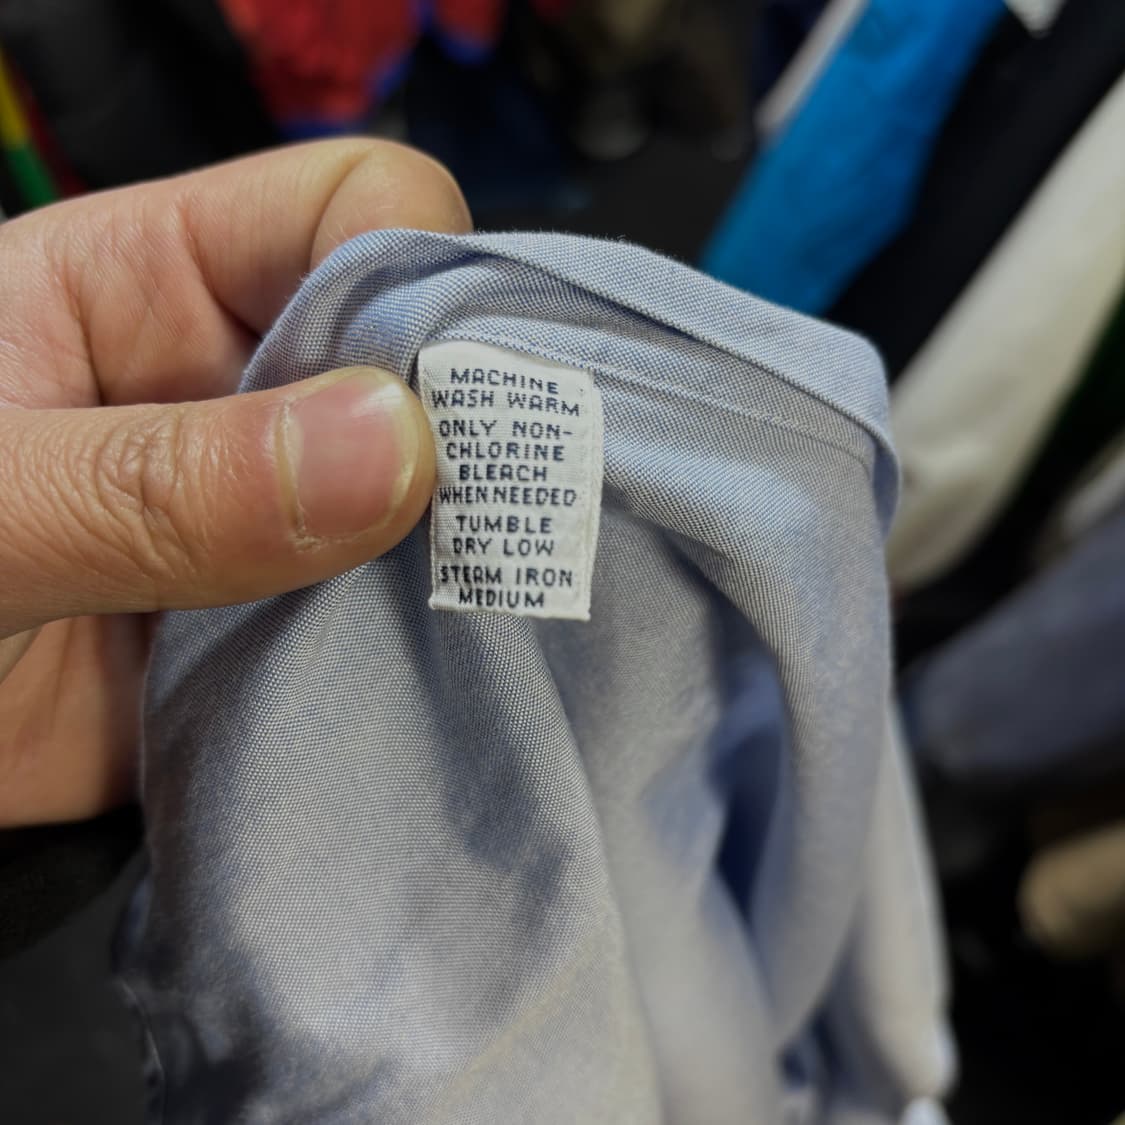 MACHINE
WASH WARM
ONLY NON-
CHLORINE
BLEACH
WHEN NEEDED
TUMBLE
DRY LOW
STEAM IRON
MEDIUM